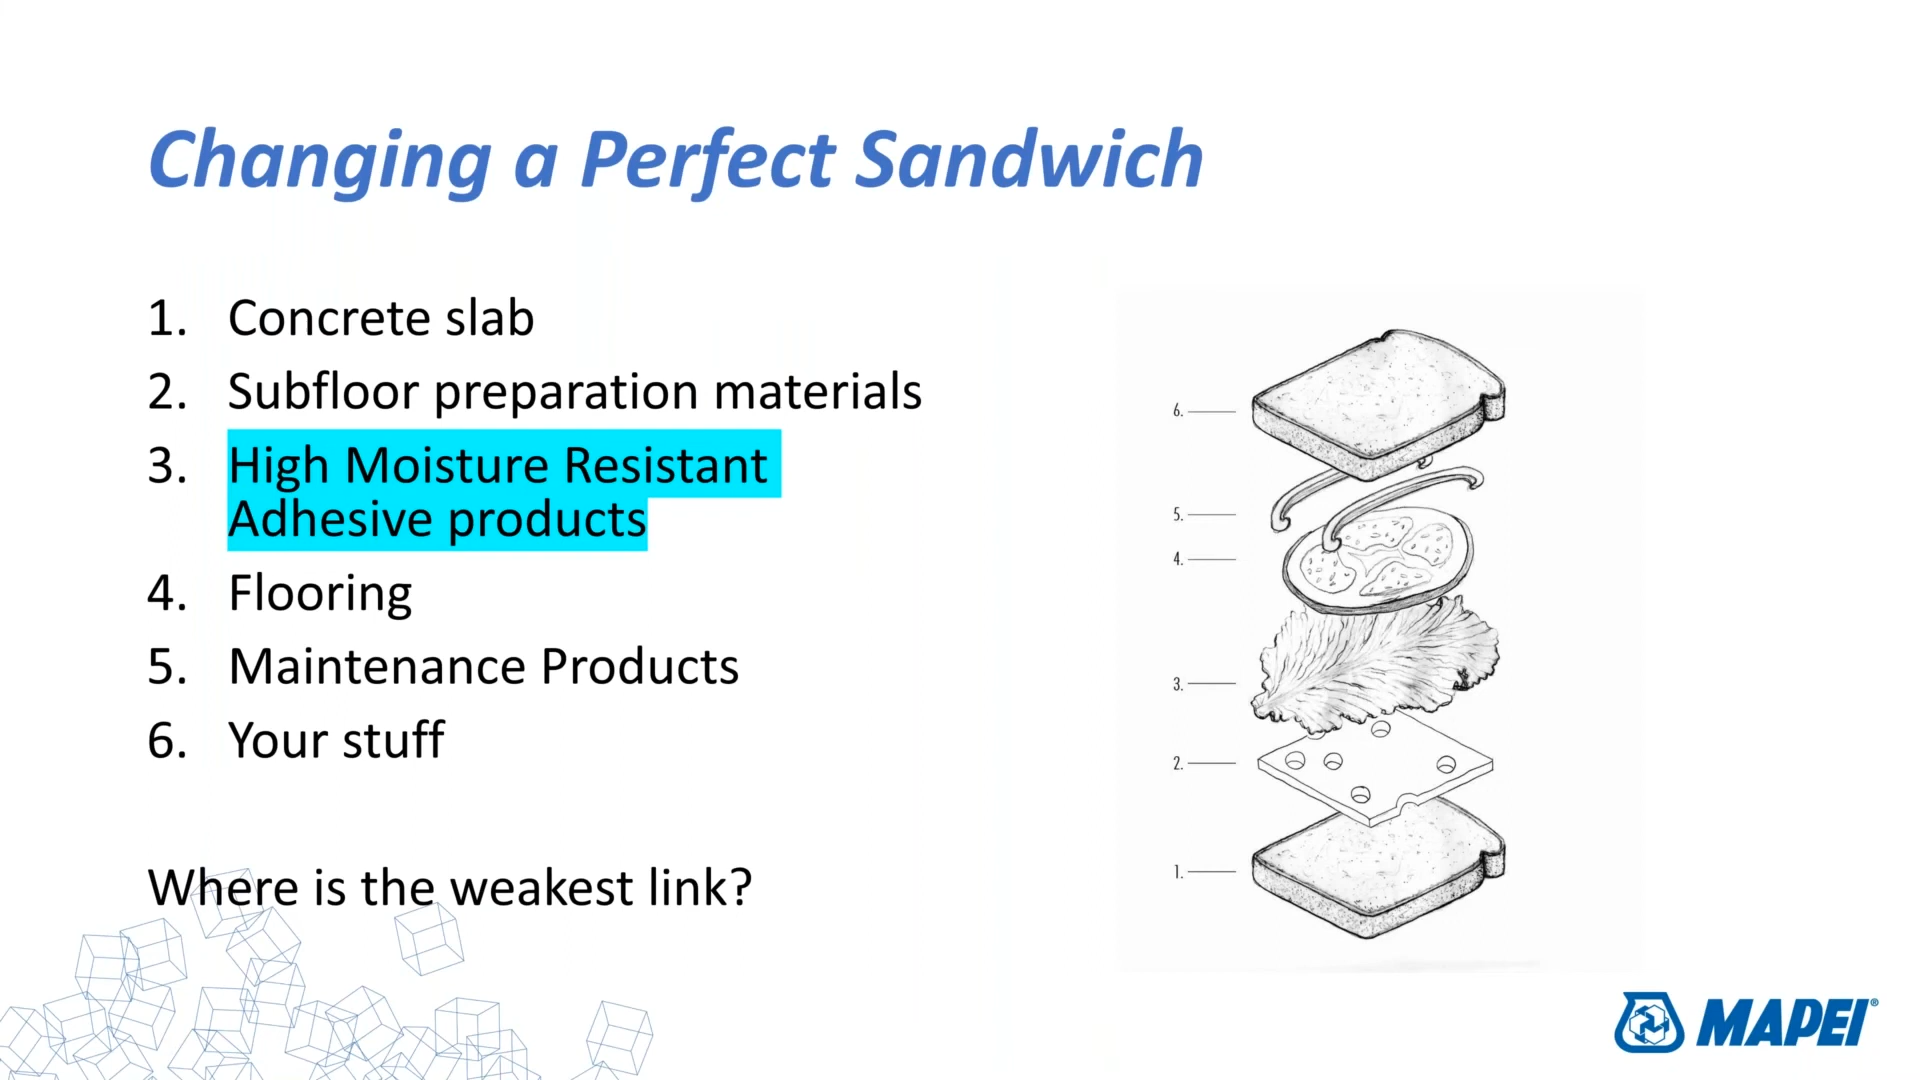 Changing a Perfect Sandwich
1. Concrete slab
2. Subfloor preparation materials
3. High Moisture Resistant
Adhesive products
4. Flooring
5. Maintenance Products
6. Your stuff
Where is the weakest link?
6.
5.
4.
3.
2.
1.
MAPEI®